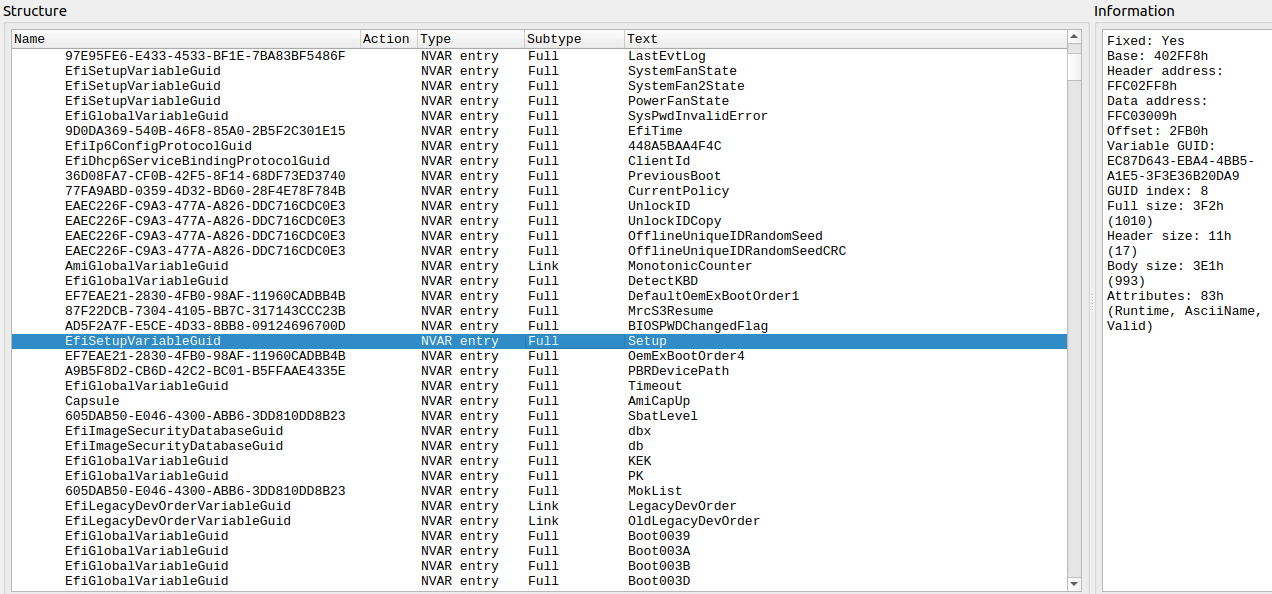 Structure
Name Action Type Subtype Text
97E95FE6-E433-4533-BF1E-7BA83BF5486F NVAR entry Full LastEvtLog
EfiSetupVariableGuid NVAR entry Full SystemFanState
EfiSetupVariableGuid NVAR entry Full SystemFan2State
EfiSetupVariableGuid NVAR entry Full PowerFanState
EfiGlobalVariableGuid NVAR entry Full SysPwdInvalidError
9D0DA369-540B-46F8-85A0-2B5F2C301E15 NVAR entry Full EfiTime
EfiIp6ConfigProtocolGuid NVAR entry Full 448A5BAA4F4C
EfiDhcp6ServiceBindingProtocolGuid NVAR entry Full ClientId
36D08FA7-CF0B-42F5-8F14-68DF73ED3740 NVAR entry Full PreviousBoot
77FA9ABD-0359-4D32-BD60-28F4E78F784B NVAR entry Full CurrentPolicy
EAEC226F-C9A3-477A-A826-DDC716CDC0E3 NVAR entry Full UnlockID
EAEC226F-C9A3-477A-A826-DDC716CDC0E3 NVAR entry Full UnlockIDCopy
EAEC226F-C9A3-477A-A826-DDC716CDC0E3 NVAR entry Full OfflineUniqueIDRandomSeed
EAEC226F-C9A3-477A-A826-DDC716CDC0E3 NVAR entry Full OfflineUniqueIDRandomSeedCRC
AmiGlobalVariableGuid NVAR entry Link MonotonicCounter
EfiGlobalVariableGuid NVAR entry Full DetectKBD
EF7EAE21-2830-4FB0-98AF-11960CADBB4B NVAR entry Full DefaultOemExBootOrder1
87F22DCB-7304-4105-BB7C-317143CCC23B NVAR entry Full MrcS3Resume
AD5F2A7F-E5CE-4D33-8BB8-09124696700D NVAR entry Full BIOSPWDChangedFlag
EfiSetupVariableGuid NVAR entry Full Setup
EF7EAE21-2830-4FB0-98AF-11960CADBB4B NVAR entry Full OemExBootOrder4
A9B5F8D2-CB6D-42C2-BC01-B5FFAAE4335E NVAR entry Full PBRDevicePath
EfiGlobalVariableGuid NVAR entry Full Timeout
Capsule NVAR entry Full AmiCapUp
605DAB50-E046-4300-ABB6-3DD810DD8B23 NVAR entry Full SbatLevel
EfiImageSecurityDatabaseGuid NVAR entry Full dbx
EfiImageSecurityDatabaseGuid NVAR entry Full db
EfiGlobalVariableGuid NVAR entry Full KEK
EfiGlobalVariableGuid NVAR entry Full PK
605DAB50-E046-4300-ABB6-3DD810DD8B23 NVAR entry Full MokList
EfiLegacyDevOrderVariableGuid NVAR entry Link LegacyDevOrder
EfiLegacyDevOrderVariableGuid NVAR entry Link OldLegacyDevOrder
EfiGlobalVariableGuid NVAR entry Full Boot0039
EfiGlobalVariableGuid NVAR entry Full Boot003A
EfiGlobalVariableGuid NVAR entry Full Boot003B
EfiGlobalVariableGuid NVAR entry Full Boot003D
Information
Fixed: Yes
Base: 402FF8h
Header address:
FFC02FF8h
Data address:
FFC03009h
Offset: 2FB0h
Variable GUID:
EC87D643-EBA4-4BB5-
A1E5-3F3E36B20DA9
GUID index: 8
Full size: 3F2h
(1010)
Header size: 11h
(17)
Body size: 3E1h
(993)
Attributes: 83h
(Runtime, AsciiName,
Valid)